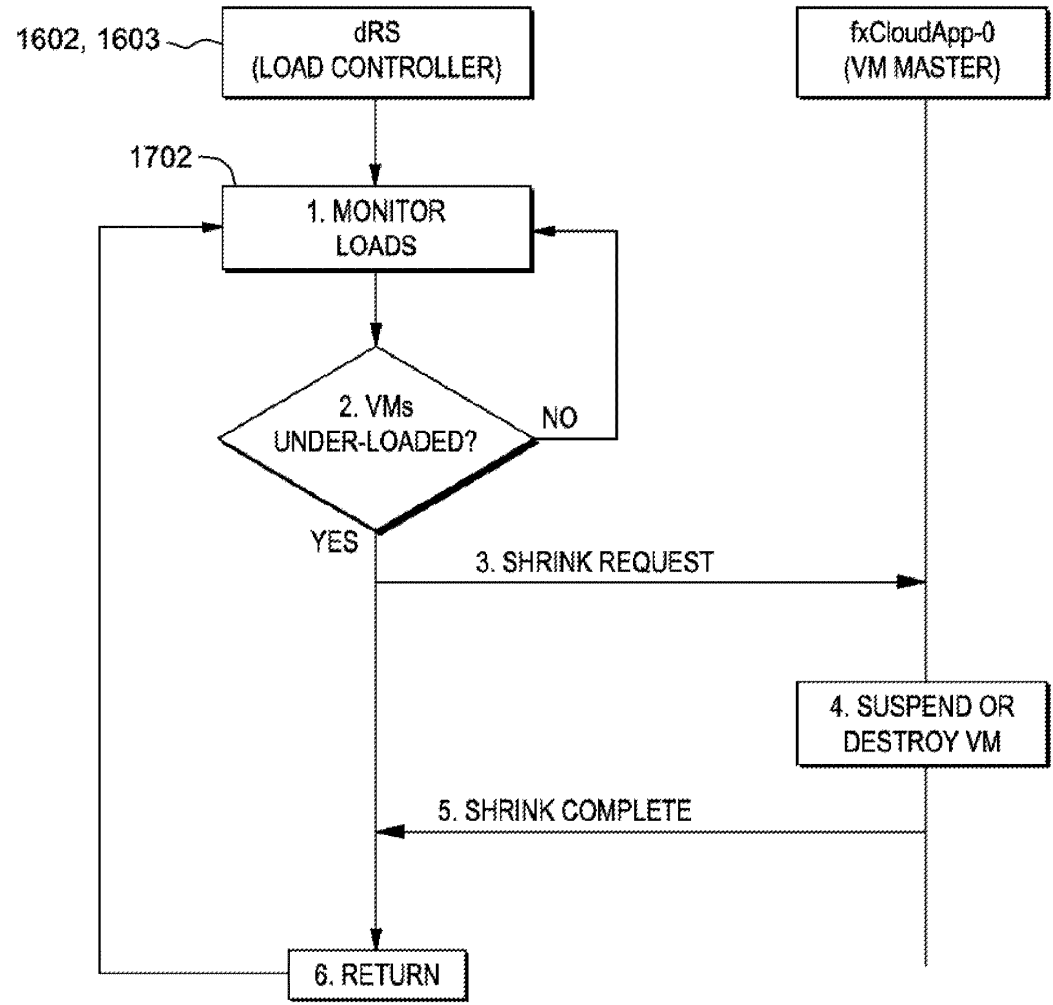 1602, 1603
dRS
(LOAD CONTROLLER)
fxCloudApp-0
(VM MASTER)
1702
1. MONITOR
LOADS
2. VMs
UNDER-LOADED?
NO
YES
3. SHRINK REQUEST
4. SUSPEND OR
DESTROY VM
5. SHRINK COMPLETE
6. RETURN